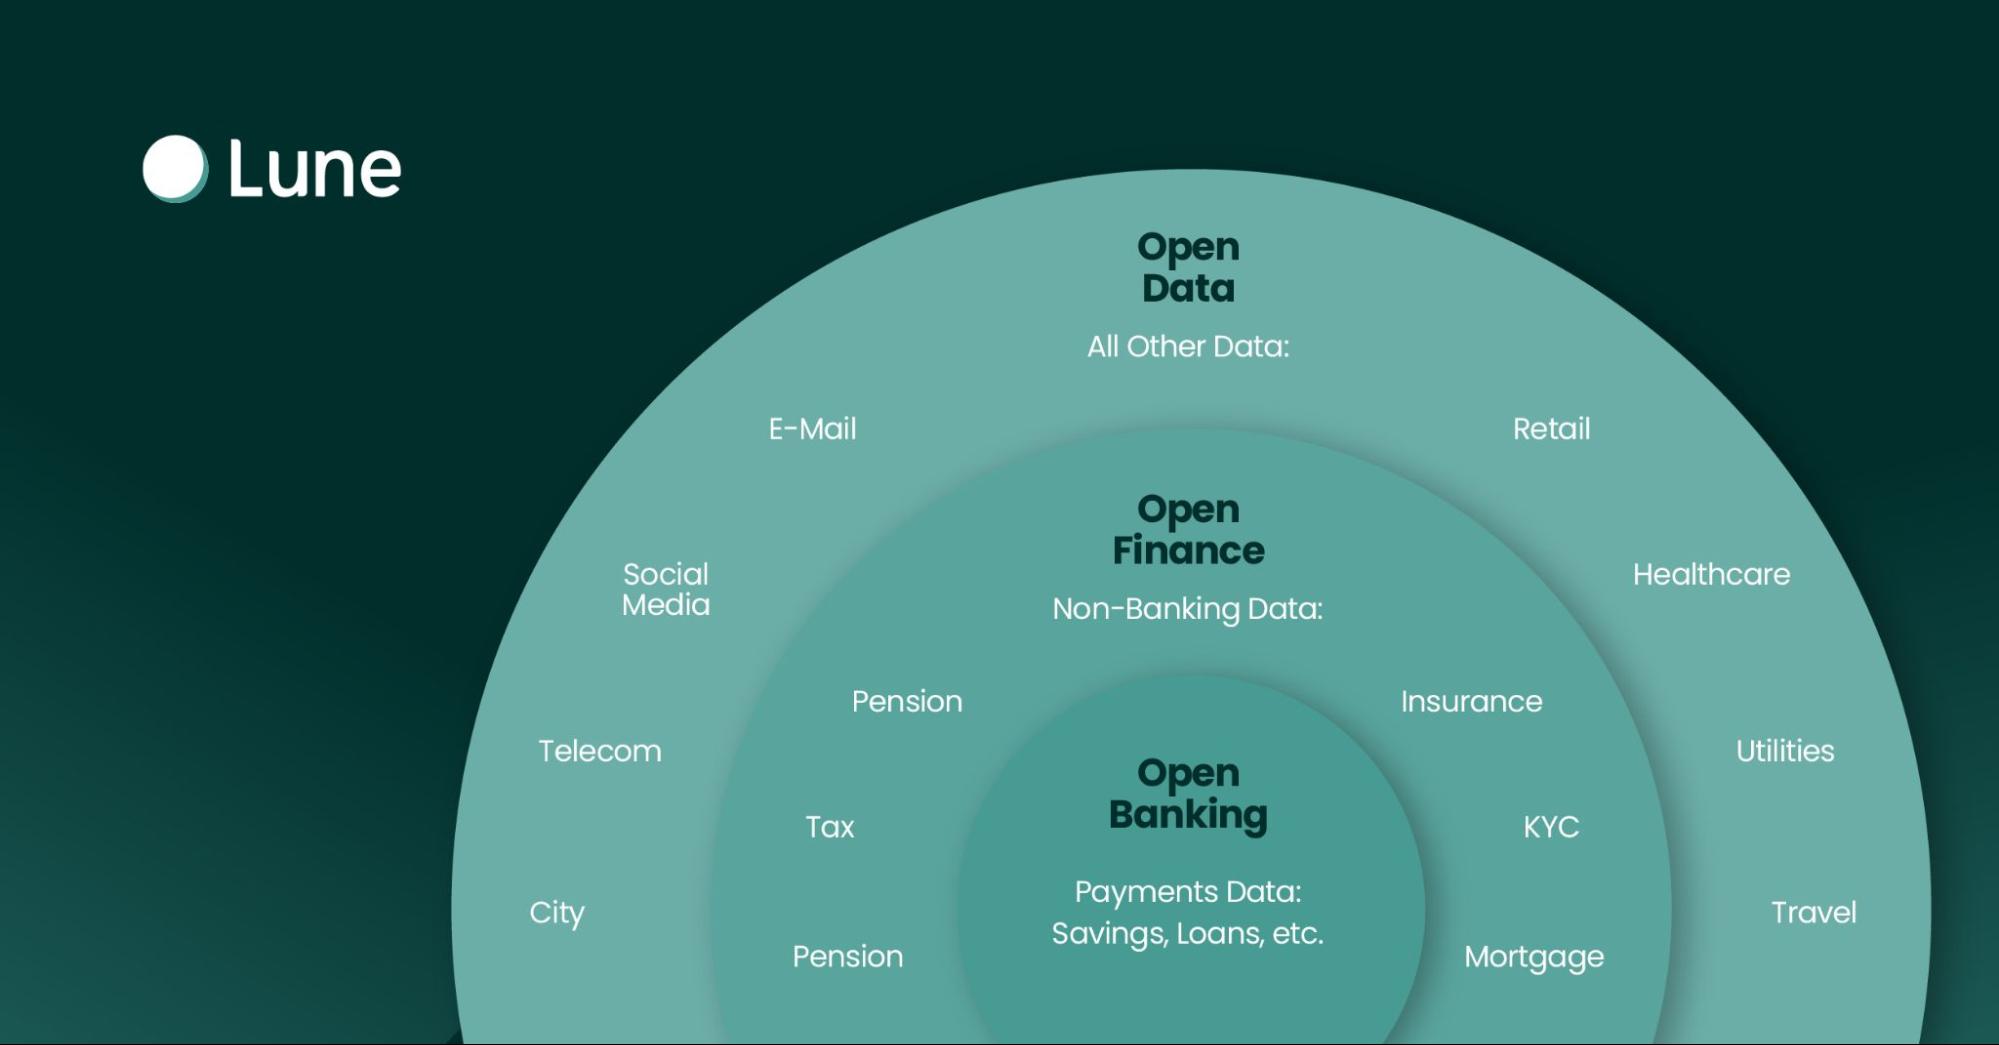 Lune
Open
Data
All Other Data:
E-Mail
Retail
Open
Finance
Social
Media
Healthcare
Non-Banking Data:
Pension
Insurance
Telecom
Utilities
Open
Banking
Tax
KYC
Payments Data:
Savings, Loans, etc.
City
Travel
Pension
Mortgage